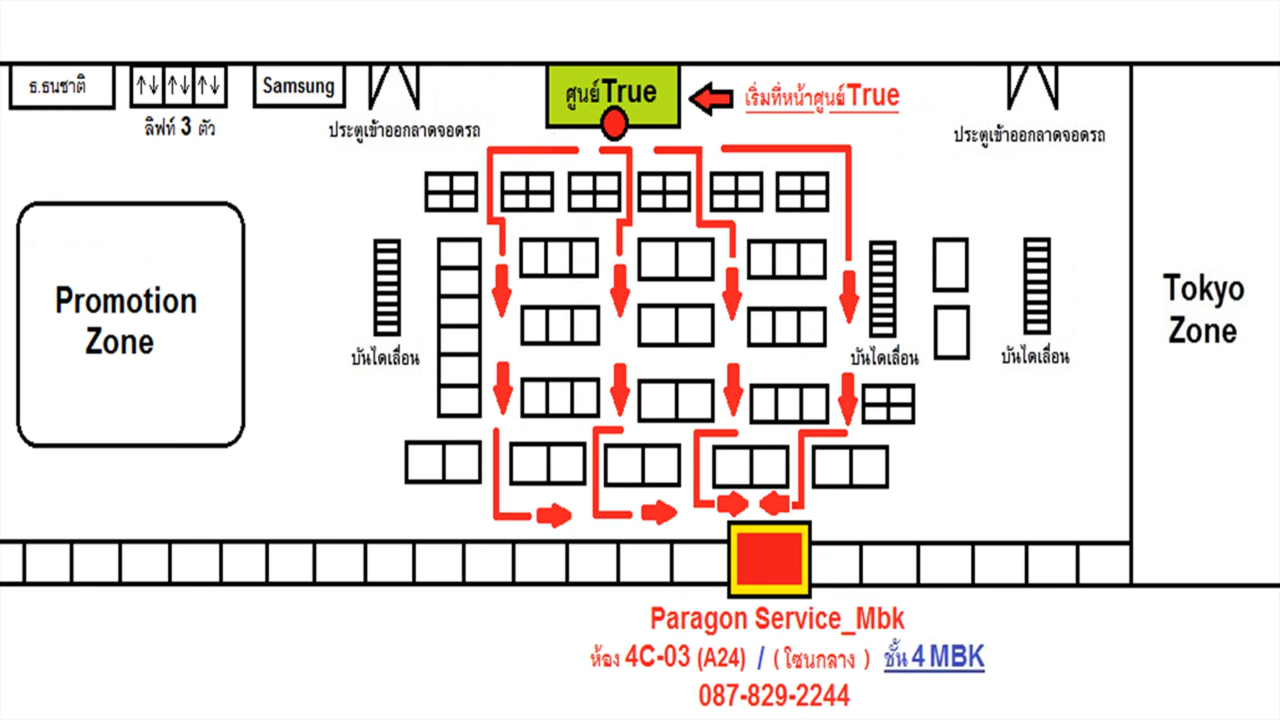 ธ.ธนชาติ
ลิฟท์ 3 ตัว
Samsung
ประตูเข้าออกลาดจอดรถ
ศูนย์ True
เริ่มที่หน้าศูนย์ True
ประตูเข้าออกลาดจอดรถ
Promotion
Zone
บันไดเลื่อน
บันไดเลื่อน
บันไดเลื่อน
Tokyo
Zone
Paragon Service_Mbk
ห้อง 4C-03 (A24) / ( โซนกลาง ) ชั้น 4 MBK
087-829-2244